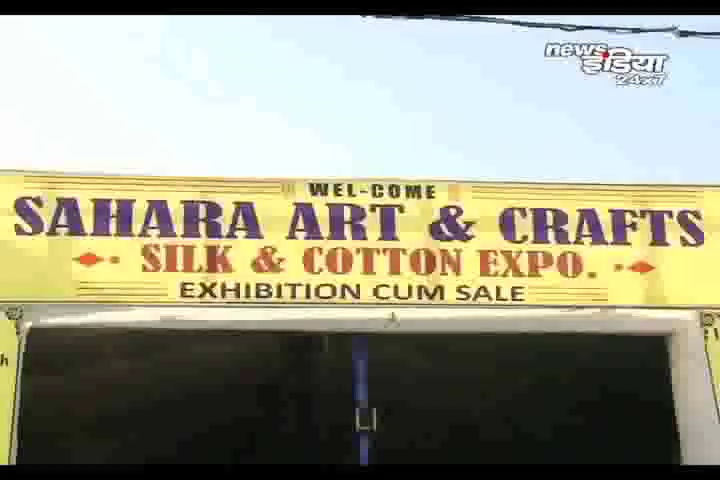 news
इंडिया
24x7
WEL-COME
SAHARA ART & CRAFTS
SILK & COTTON EXPO.
EXHIBITION CUM SALE
h